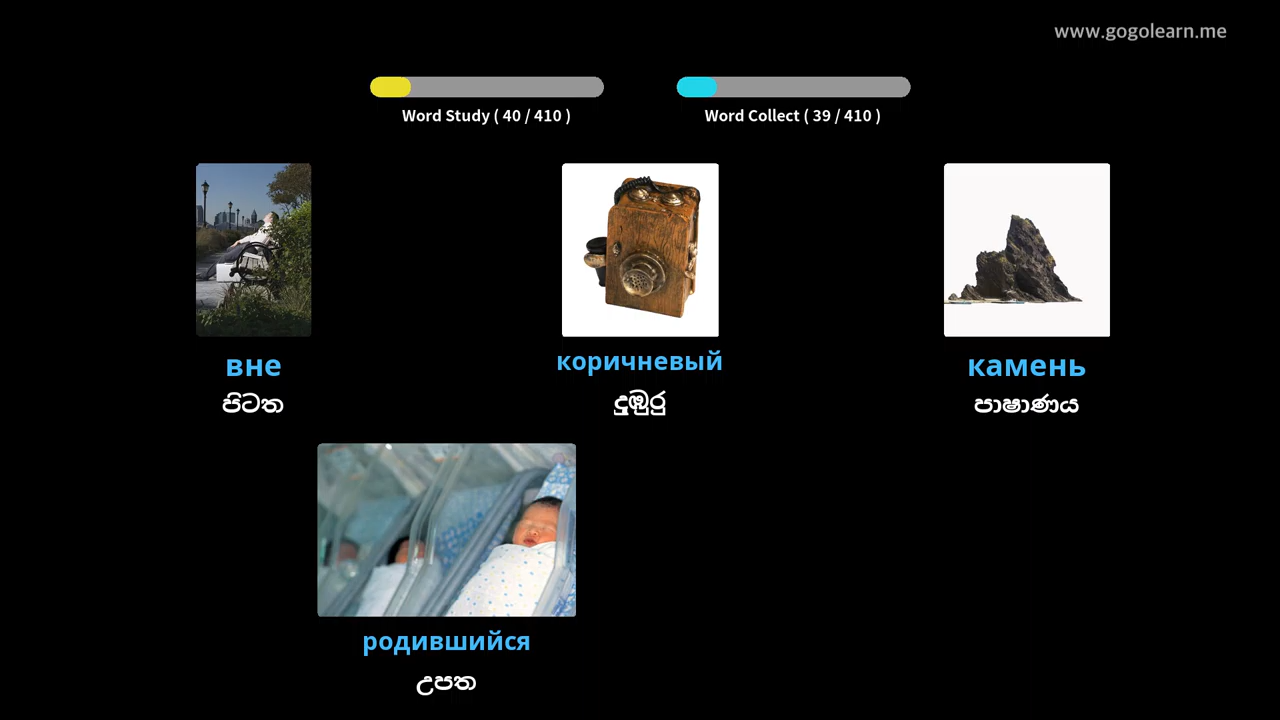 www.gogolearn.me
Word Study ( 40 / 410 )
Word Collect ( 39 / 410 )
вне
පිටත
коричневый
දුඹුරු
камень
පාෂාණය
родившийся
උපත